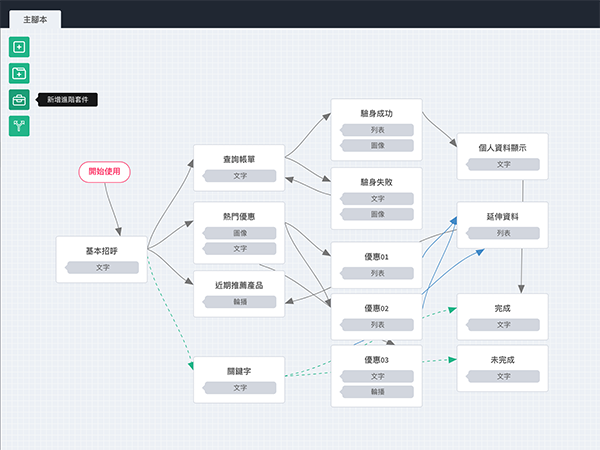 主腳本
新增進階套件
開始使用
基本招呼
文字
查詢帳單
文字
熱門優惠
圖像
文字
近期推薦產品
輪播
關鍵字
文字
驗身成功
列表
圖像
驗身失敗
文字
圖像
優惠01
列表
優惠02
列表
優惠03
文字
輪播
個人資料顯示
文字
延伸資料
列表
完成
文字
未完成
文字